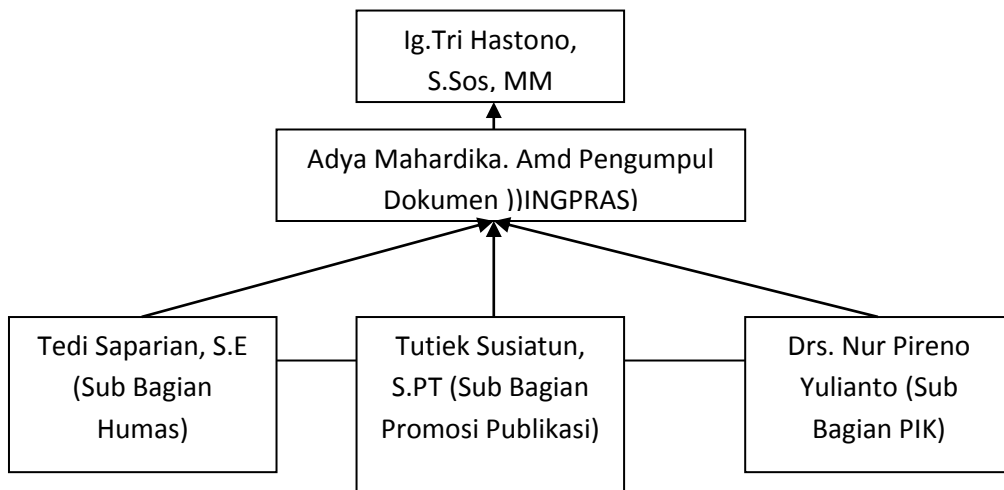 Ig.Tri Hastono,
S.Sos, MM
Adya Mahardika. Amd Pengumpul
Dokumen ))INGPRAS)
Tedi Saparian, S.E
(Sub Bagian
Humas)
Tutiek Susiatun,
S.PT (Sub Bagian
Promosi Publikasi)
Drs. Nur Pireno
Yulianto (Sub
Bagian PIK)